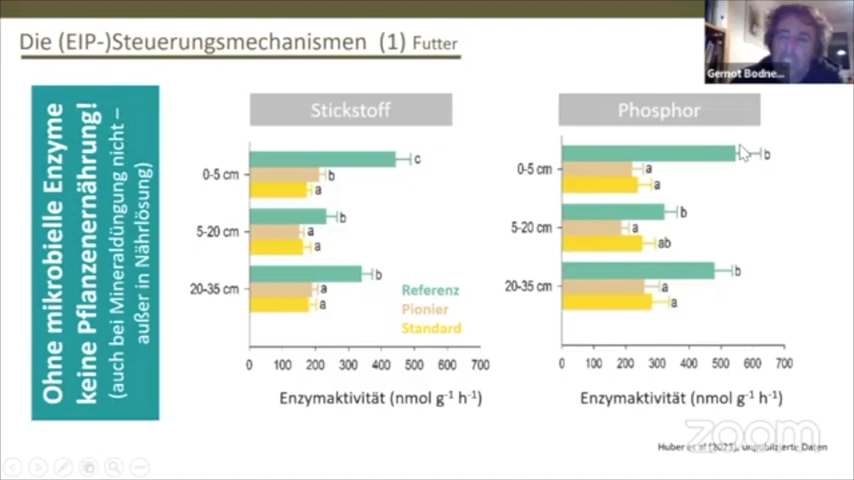 Die (EIP-)Steuerungsmechanismen (1) Futter
Gernot Bodne...
Ohne mikrobielle Enzyme
keine Pflanzenernährung!
(auch bei Mineraldüngung nicht –
außer in Nährlösung)
Stickstoff
0-5 cm
c
b
a
5-20 cm
b
a
a
20-35 cm
b
a
a
Referenz
Pionier
Standard
0 100 200 300 400 500 600 700
Enzymaktivität (nmol g-1 h-1)
Phosphor
0-5 cm
b
a
a
5-20 cm
b
a
ab
20-35 cm
b
a
a
0 100 200 300 400 500 600 700
Enzymaktivität (nmol g-1 h-1)
Huber et al (2023), unpublizierte Daten
zoom